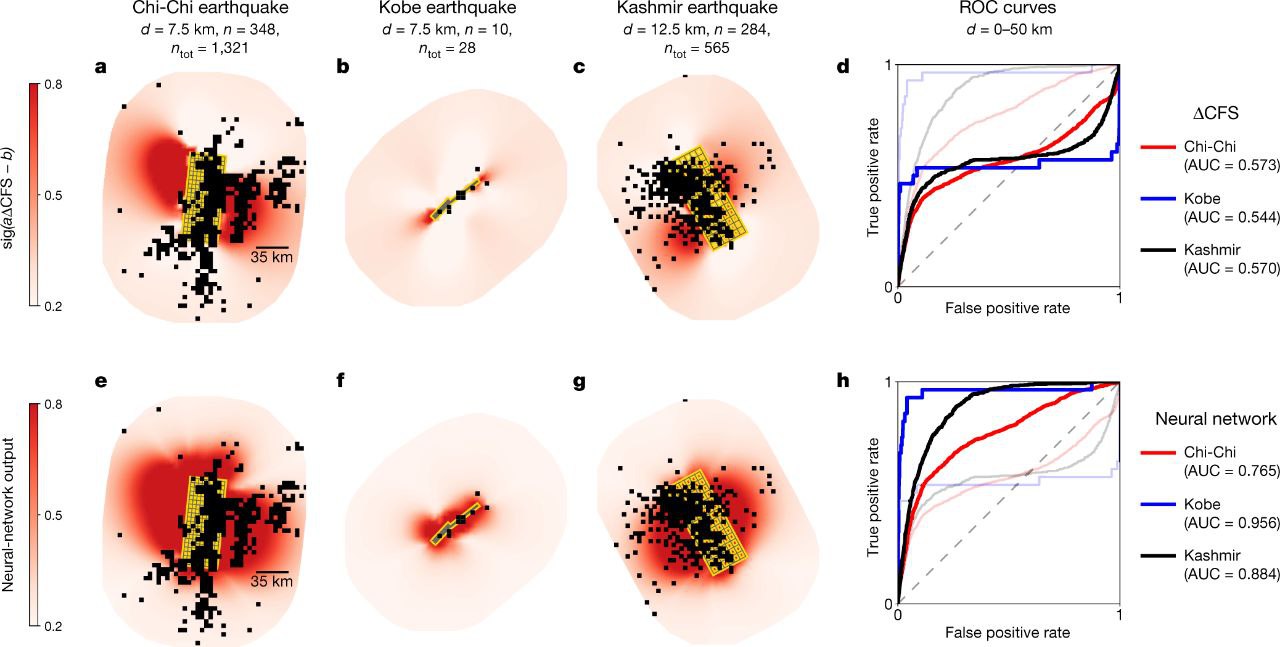 Chi-Chi earthquake
d = 7.5 km, n = 348,
ntot = 1,321
Kobe earthquake
d = 7.5 km, n = 10,
ntot = 28
Kashmir earthquake
d = 12.5 km, n = 284,
ntot = 565
ROC curves
d = 0–50 km
a
b
c
d
0.8
0.5
0.2
sig(aΔCFS – b)
35 km
1
0
0
1
True positive rate
False positive rate
ΔCFS
Chi-Chi
(AUC = 0.573)
Kobe
(AUC = 0.544)
Kashmir
(AUC = 0.570)
e
f
g
h
0.8
0.5
0.2
Neural-network output
35 km
1
0
0
1
True positive rate
False positive rate
Neural network
Chi-Chi
(AUC = 0.765)
Kobe
(AUC = 0.956)
Kashmir
(AUC = 0.884)